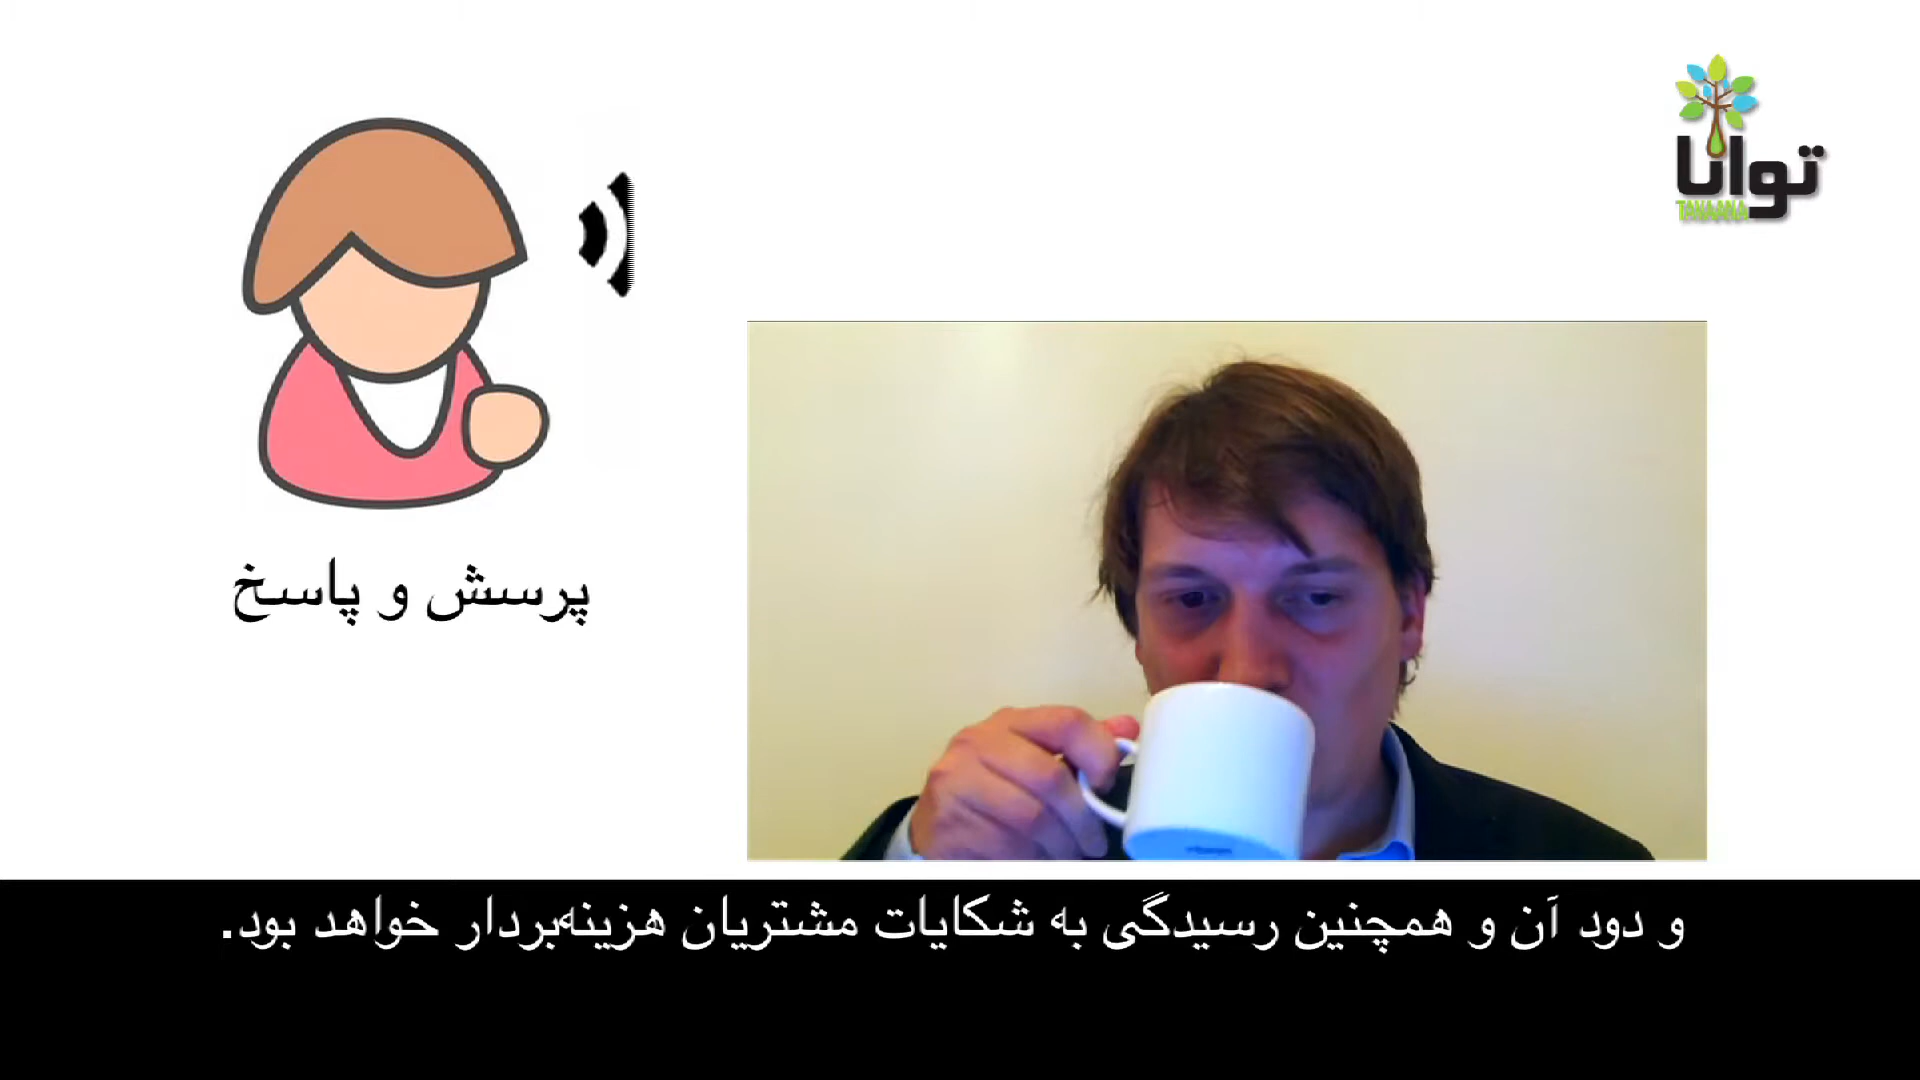 توانا
TAVAANA
پرسش و پاسخ
و دود آن و همچنین رسیدگی به شکایات مشتریان هزینه‌بردار خواهد بود.